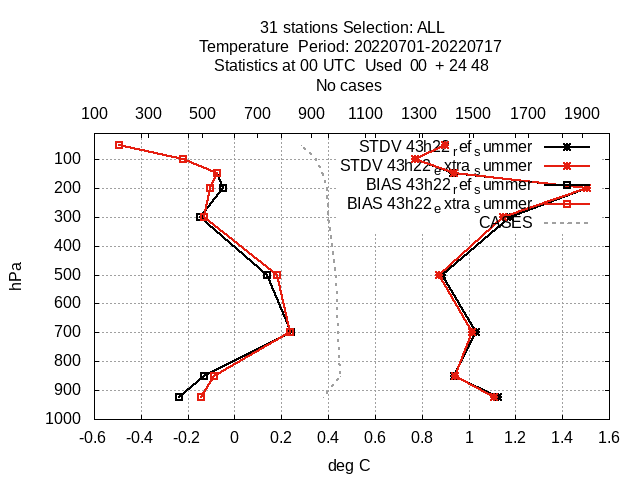 31 stations Selection: ALL
Temperature Period: 20220701-20220717
Statistics at 00 UTC Used 00 + 24 48
No cases
100 300 500 700 900 1100 1300 1500 1700 1900
STDV 43h22_ref_summer
STDV 43h22_extra_summer
BIAS 43h22_ref_summer
BIAS 43h22_extra_summer
CASES
100
200
300
400
500
600
700
800
900
1000
hPa
-0.6 -0.4 -0.2 0 0.2 0.4 0.6 0.8 1 1.2 1.4 1.6
deg C